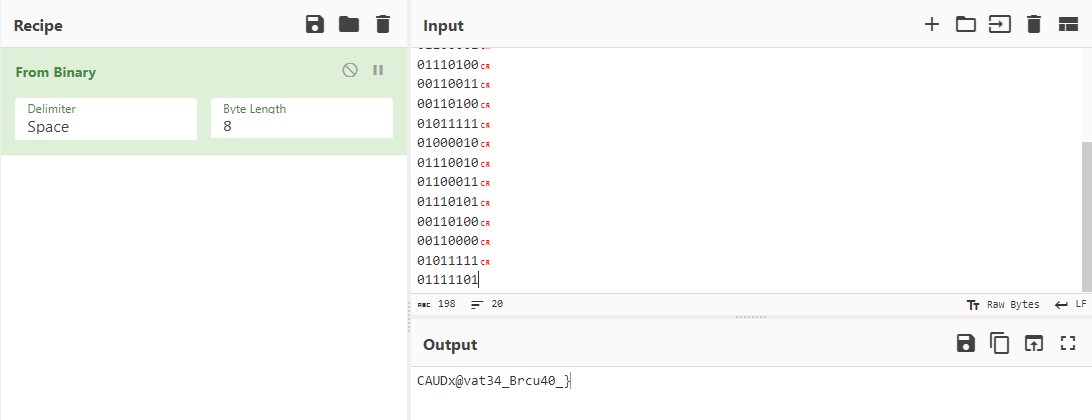 Recipe
Input
From Binary
Delimiter
Space
Byte Length
8
01110100CR
00110011CR
00110100CR
01011111CR
01000010CR
01110010CR
01100011CR
01110101CR
00110100CR
00110000CR
01011111CR
01111101
ABC 198 20 Tт Raw Bytes LF
Output
CAUDx@vat34_Brcu40_}